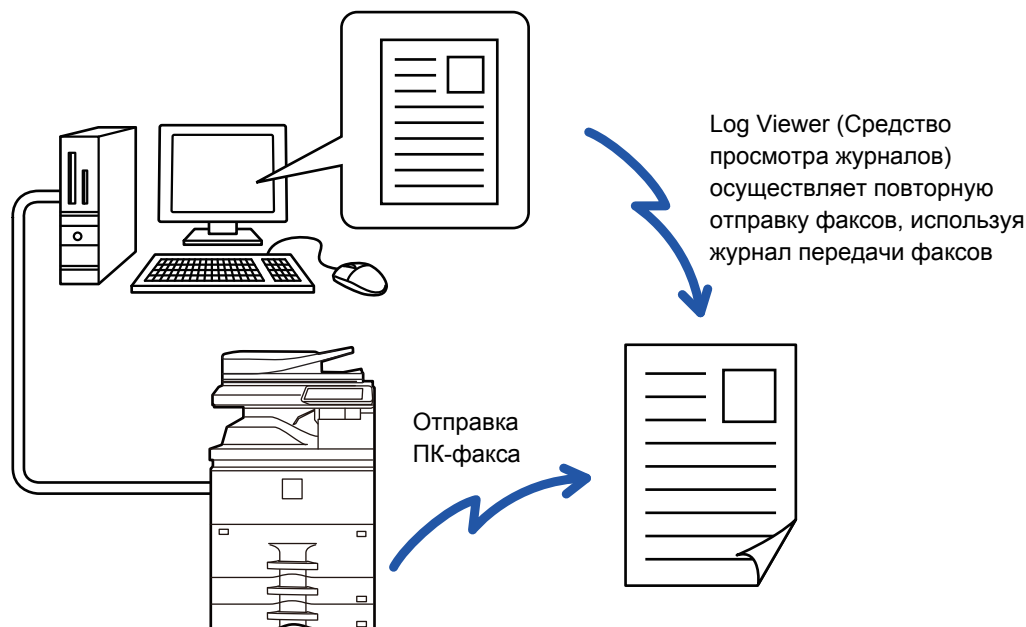 Log Viewer (Средство
просмотра журналов)
осуществляет повторную
отправку факсов, используя
журнал передачи факсов
Отправка
ПК-факса